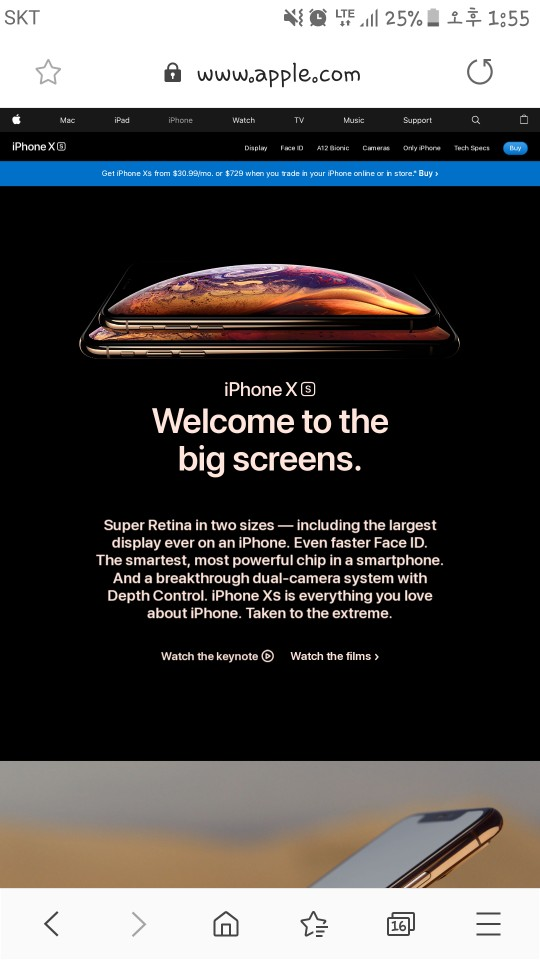 SKT LTE 25% 오후 1:55
www.apple.com
Mac iPad iPhone Watch TV Music Support
iPhone XS Display Face ID A12 Bionic Cameras Only iPhone Tech Specs Buy
Get iPhone Xs from $30.99/mo. or $729 when you trade in your iPhone online or in store.* Buy ›
iPhone XS
Welcome to the
big screens.
Super Retina in two sizes — including the largest
display ever on an iPhone. Even faster Face ID.
The smartest, most powerful chip in a smartphone.
And a breakthrough dual-camera system with
Depth Control. iPhone Xs is everything you love
about iPhone. Taken to the extreme.
Watch the keynote Watch the films ›
16